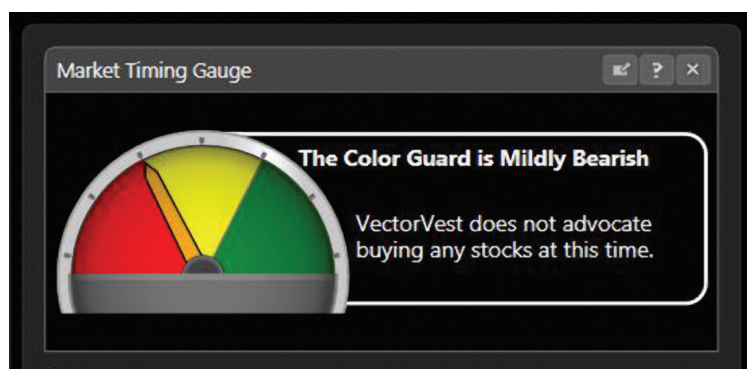 Market Timing Gauge
?
The Color Guard is Mildly Bearish
VectorVest does not advocate
buying any stocks at this time.